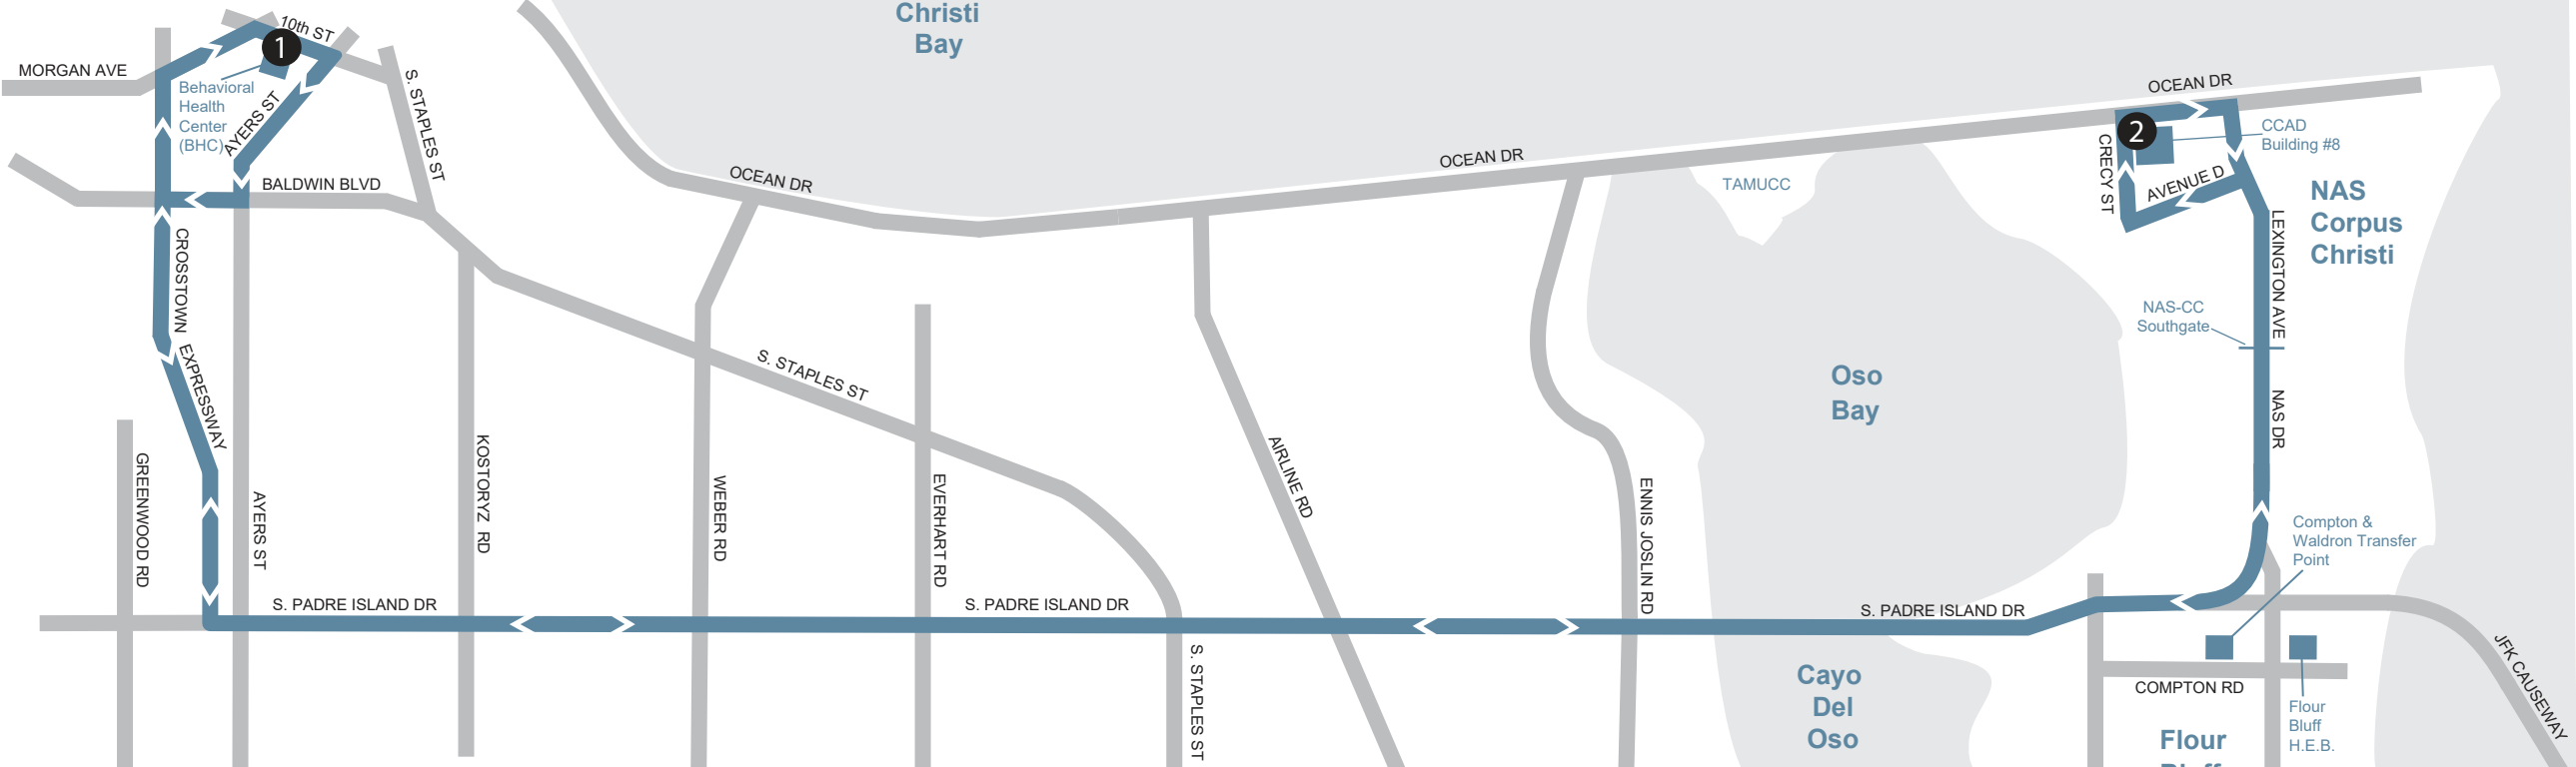 Christi
Bay
10th ST
1
MORGAN AVE
Behavioral
Health
Center
(BHC)
AYERS ST
S. STAPLES ST
BALDWIN BLVD
OCEAN DR
OCEAN DR
OCEAN DR
TAMUCC
2
CCAD
Building #8
CRECY ST
AVENUE D
NAS
Corpus
Christi
LEXINGTON AVE
NAS-CC
Southgate
NAS DR
CROSSTOWN EXPRESSWAY
S. STAPLES ST
Oso
Bay
GREENWOOD RD
AYERS ST
KOSTORYZ RD
WEBER RD
EVERHART RD
AIRLINE RD
ENNIS JOSLIN RD
Compton &
Waldron Transfer
Point
S. PADRE ISLAND DR
S. PADRE ISLAND DR
S. PADRE ISLAND DR
S. STAPLES ST
Cayo
Del
Oso
COMPTON RD
Flour
Bluff
H.E.B.
JFK CAUSEWAY
Flour